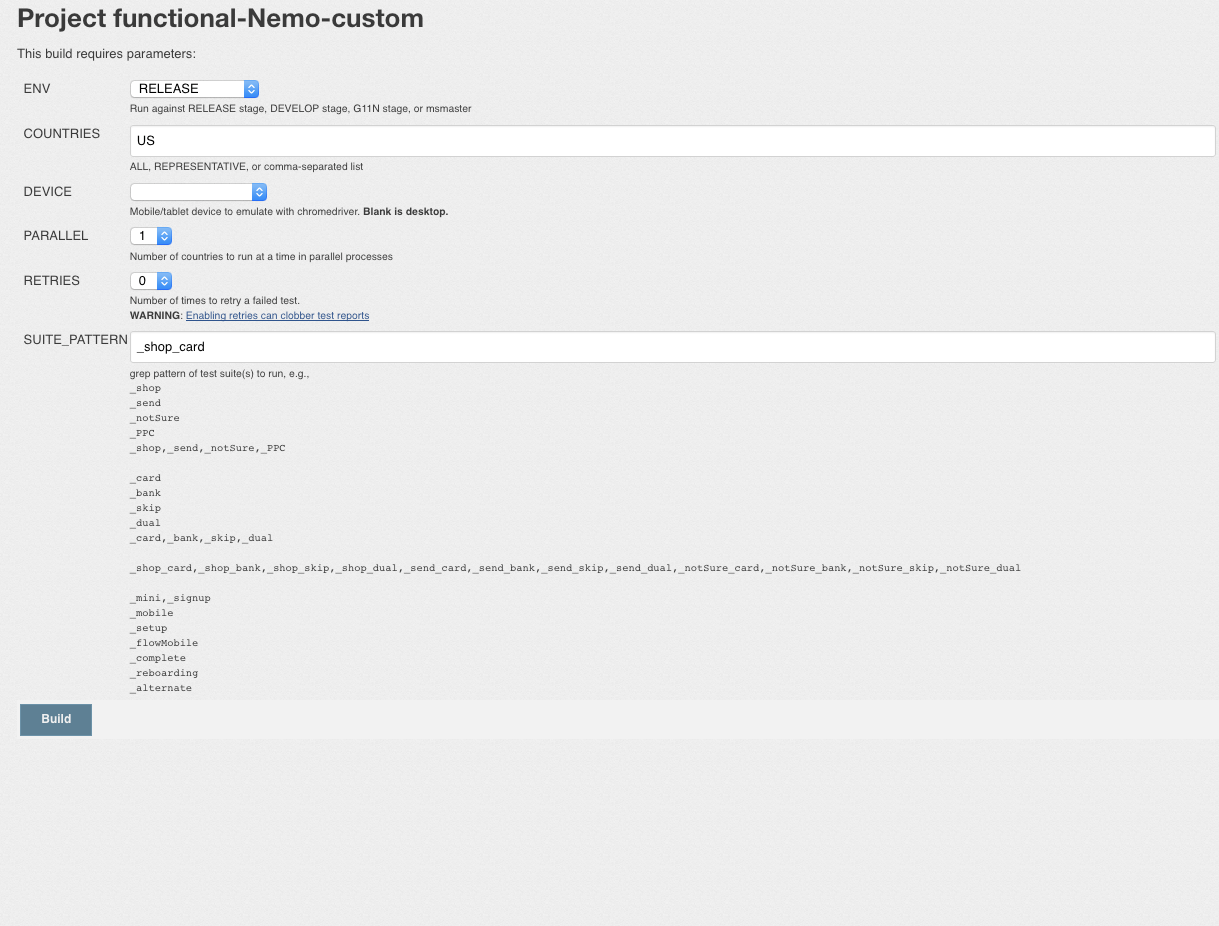 Project functional-Nemo-custom
This build requires parameters:
ENV
RELEASE
Run against RELEASE stage, DEVELOP stage, G11N stage, or msmaster
COUNTRIES
US
ALL, REPRESENTATIVE, or comma-separated list
DEVICE
Mobile/tablet device to emulate with chromedriver. Blank is desktop.
PARALLEL
1
Number of countries to run at a time in parallel processes
RETRIES
0
Number of times to retry a failed test.
WARNING: Enabling retries can clobber test reports
SUITE_PATTERN
_shop_card
grep pattern of test suite(s) to run, e.g.,
_shop
_send
_notSure
_PPC
_shop,_send,_notSure,_PPC
_card
_bank
_skip
_dual
_card,_bank,_skip,_dual
_shop_card,_shop_bank,_shop_skip,_shop_dual,_send_card,_send_bank,_send_skip,_send_dual,_notSure_card,_notSure_bank,_notSure_skip,_notSure_dual
_mini,_signup
_mobile
_setup
_flowMobile
_complete
_reboarding
_alternate
Build